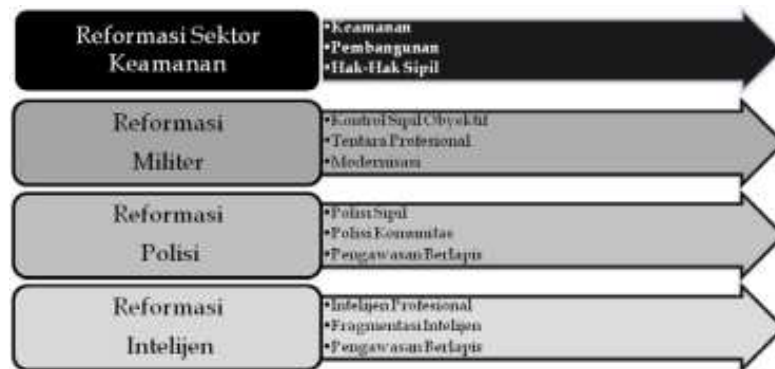 Reformasi Sektor
Keamanan
•Keamanan
•Pembangunan
•Hak-Hak Sipil
Reformasi
Militer
•Kontrol Sipil Obyektif
•Tentara Profesional
•Modernisasi
Reformasi
Polisi
•Polisi Sipil
•Polisi Komunitas
•Pengawasan Berlapis
Reformasi
Intelijen
•Intelijen Profesional
•Fragmentasi Intelijen
•Pengawasan Berlapis